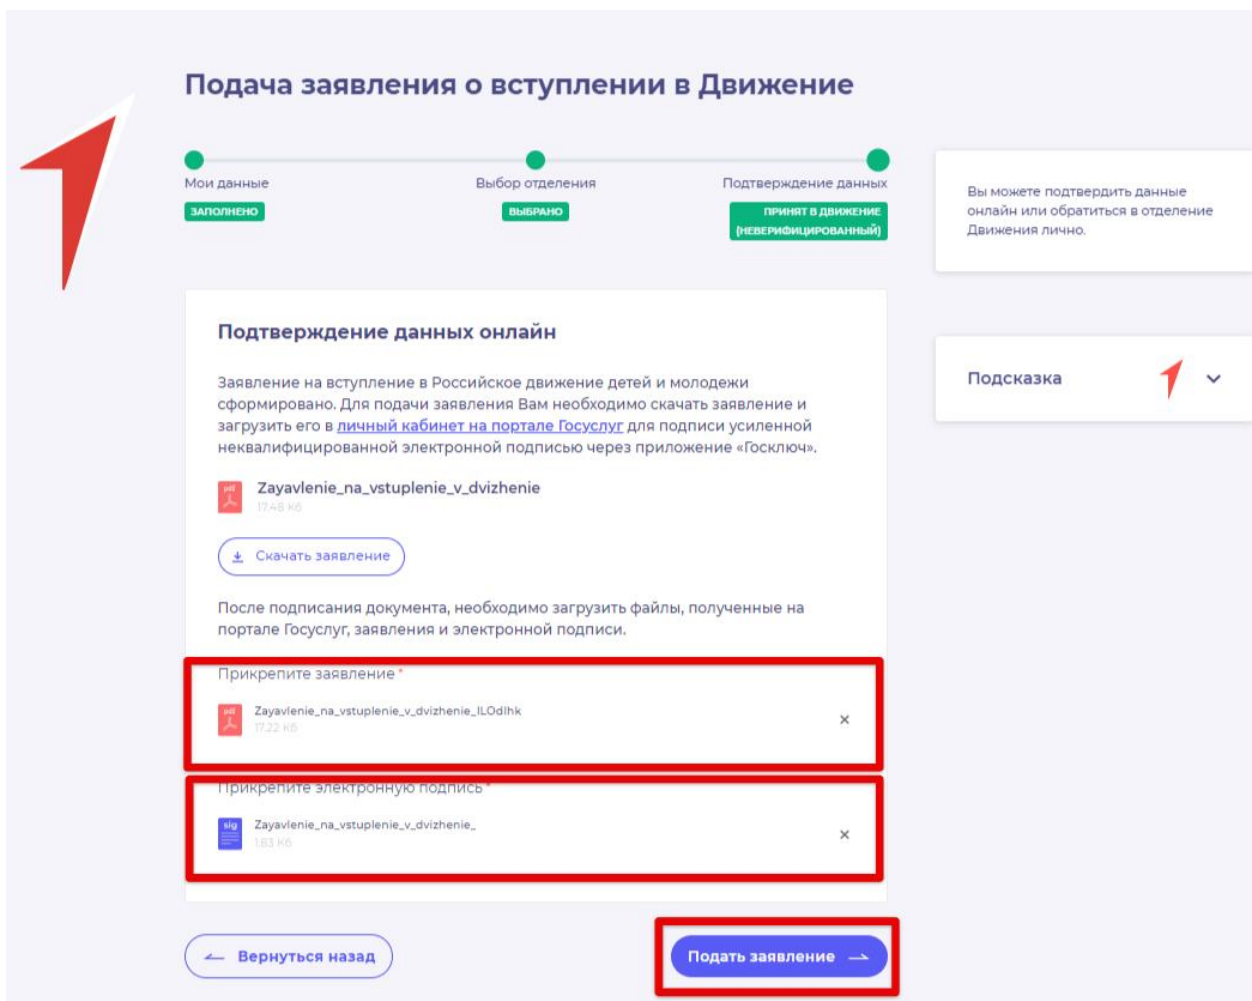 Подача заявления о вступлении в Движение
Мои данные
ЗАПОЛНЕНО
Выбор отделения
ВЫБРАНО
Подтверждение данных
ПРИНЯТ В ДВИЖЕНИЕ
(НЕВЕРИФИЦИРОВАННЫЙ)
Вы можете подтвердить данные
онлайн или обратиться в отделение
Движения лично.
Подсказка
Подтверждение данных онлайн
Заявление на вступление в Российское движение детей и молодежи
сформировано. Для подачи заявления Вам необходимо скачать заявление и
загрузить его в личный кабинет на портале Госуслуг для подписи усиленной
неквалифицированной электронной подписью через приложение «Госключ».
pdf
Zayavlenie_na_vstuplenie_v_dvizhenie
17,48 Кб
Скачать заявление
После подписания документа, необходимо загрузить файлы, полученные на
портале Госуслуг, заявления и электронной подписи.
Прикрепите заявление *
pdf
Zayavlenie_na_vstuplenie_v_dvizhenie_ILOdIhk
17.22 Кб
Прикрепите электронную подпись *
sig
Zayavlenie_na_vstuplenie_v_dvizhenie_
1.83 Кб
Вернуться назад
Подать заявление